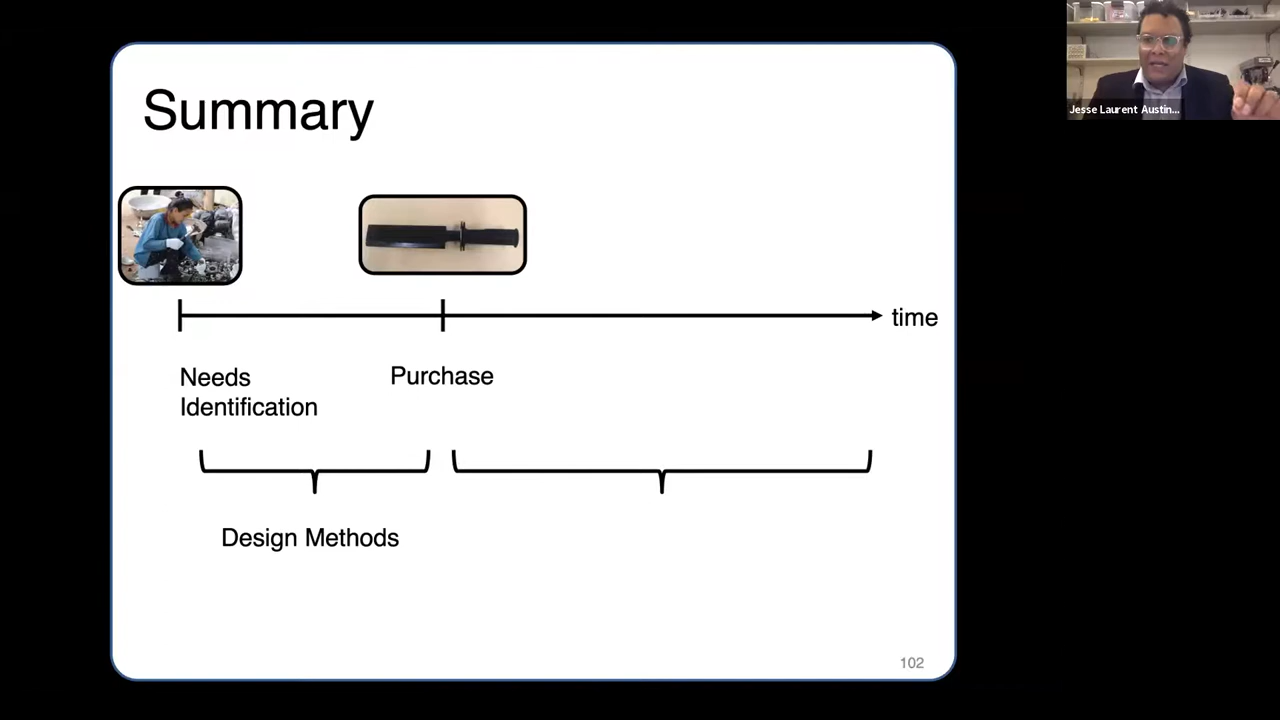 Summary
Jesse Laurent Austin...
time
Needs
Identification
Purchase
Design Methods
102